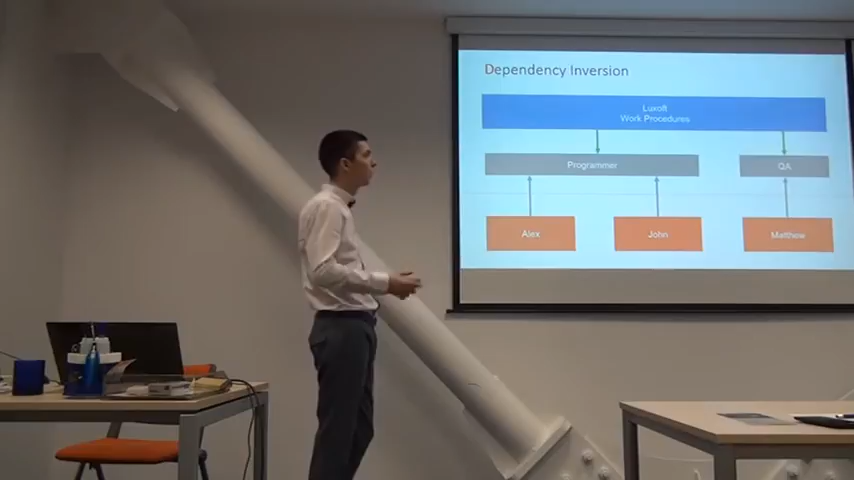 Dependency Inversion
Luxoft
Work Procedures
Programmer
QA
Alex
John
Matthew